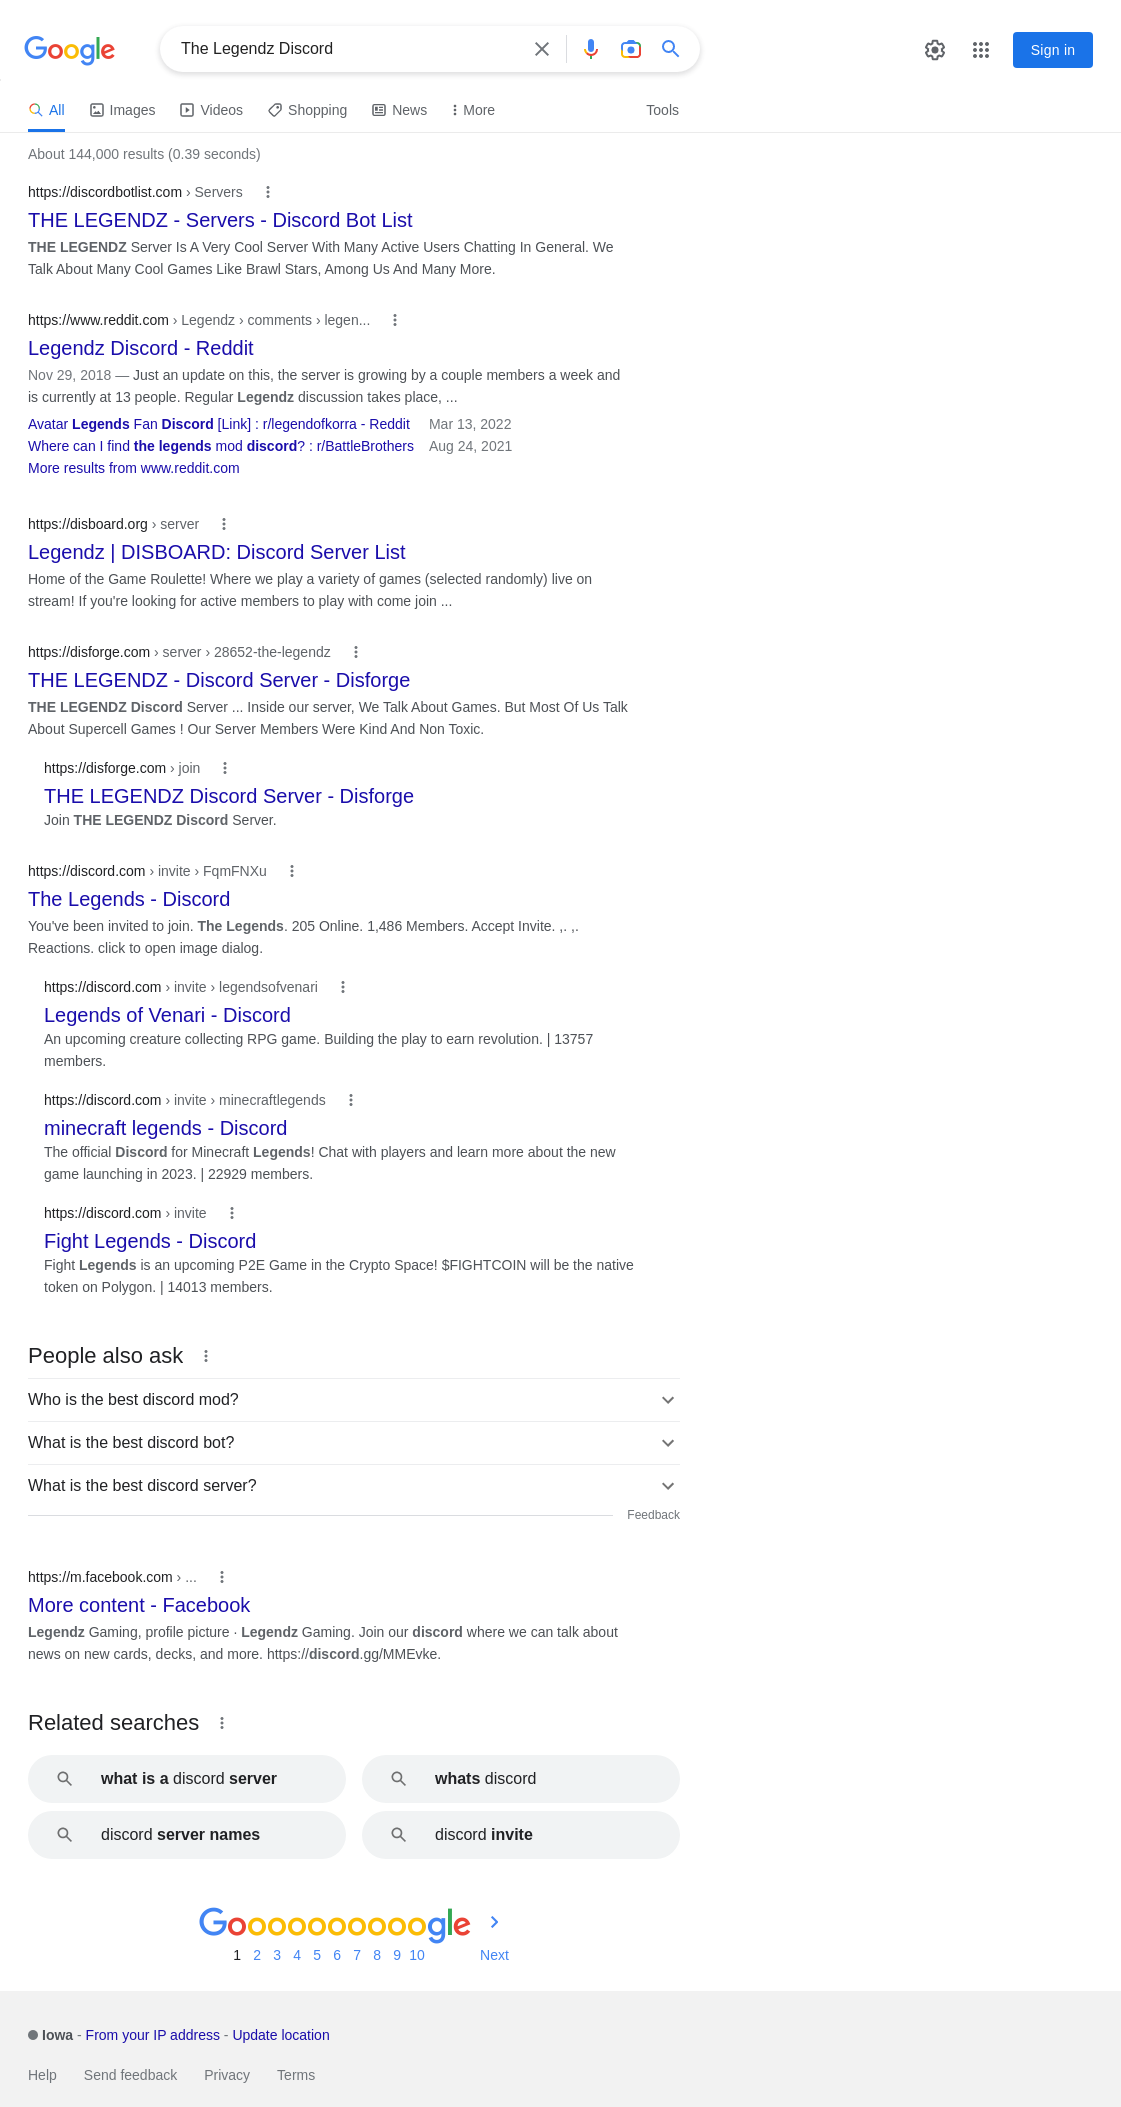 Google
The Legendz Discord
Sign in
All Images Videos Shopping News More Tools
About 144,000 results (0.39 seconds)
https://discordbotlist.com › Servers
THE LEGENDZ - Servers - Discord Bot List
THE LEGENDZ Server Is A Very Cool Server With Many Active Users Chatting In General. We
Talk About Many Cool Games Like Brawl Stars, Among Us And Many More.
https://www.reddit.com › Legendz › comments › legen...
Legendz Discord - Reddit
Nov 29, 2018 — Just an update on this, the server is growing by a couple members a week and
is currently at 13 people. Regular Legendz discussion takes place, ...
Avatar Legends Fan Discord [Link] : r/legendofkorra - Reddit Mar 13, 2022
Where can I find the legends mod discord? : r/BattleBrothers Aug 24, 2021
More results from www.reddit.com
https://disboard.org › server
Legendz | DISBOARD: Discord Server List
Home of the Game Roulette! Where we play a variety of games (selected randomly) live on
stream! If you're looking for active members to play with come join ...
https://disforge.com › server › 28652-the-legendz
THE LEGENDZ - Discord Server - Disforge
THE LEGENDZ Discord Server ... Inside our server, We Talk About Games. But Most Of Us Talk
About Supercell Games ! Our Server Members Were Kind And Non Toxic.
https://disforge.com › join
THE LEGENDZ Discord Server - Disforge
Join THE LEGENDZ Discord Server.
https://discord.com › invite › FqmFNXu
The Legends - Discord
You've been invited to join. The Legends. 205 Online. 1,486 Members. Accept Invite. ,. ,.
Reactions. click to open image dialog.
https://discord.com › invite › legendsofvenari
Legends of Venari - Discord
An upcoming creature collecting RPG game. Building the play to earn revolution. | 13757
members.
https://discord.com › invite › minecraftlegends
minecraft legends - Discord
The official Discord for Minecraft Legends! Chat with players and learn more about the new
game launching in 2023. | 22929 members.
https://discord.com › invite
Fight Legends - Discord
Fight Legends is an upcoming P2E Game in the Crypto Space! $FIGHTCOIN will be the native
token on Polygon. | 14013 members.
People also ask
Who is the best discord mod?
What is the best discord bot?
What is the best discord server?
Feedback
https://m.facebook.com › ...
More content - Facebook
Legendz Gaming, profile picture · Legendz Gaming. Join our discord where we can talk about
news on new cards, decks, and more. https://discord.gg/MMEvke.
Related searches
what is a discord server
whats discord
discord server names
discord invite
Goooooooooogle
1 2 3 4 5 6 7 8 9 10 Next
Iowa - From your IP address - Update location
Help Send feedback Privacy Terms